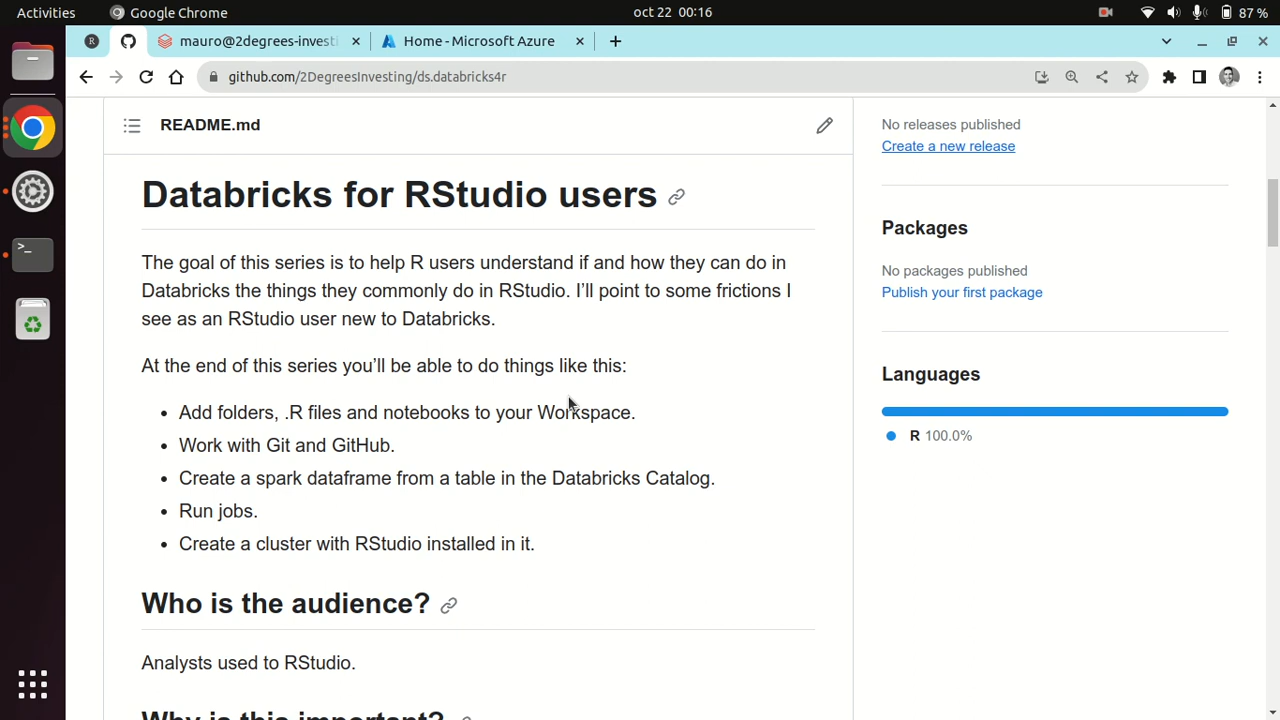 Activities
Google Chrome
oct 22 00:16
87 %
R
mauro@2degrees-investi
Home - Microsoft Azure
github.com/2DegreesInvesting/ds.databricks4r
README.md
Databricks for RStudio users
The goal of this series is to help R users understand if and how they can do in
Databricks the things they commonly do in RStudio. I'll point to some frictions I
see as an RStudio user new to Databricks.
At the end of this series you'll be able to do things like this:
• Add folders, .R files and notebooks to your Workspace.
• Work with Git and GitHub.
• Create a spark dataframe from a table in the Databricks Catalog.
• Run jobs.
• Create a cluster with RStudio installed in it.
Who is the audience?
Analysts used to RStudio.
Why is this important?
No releases published
Create a new release
Packages
No packages published
Publish your first package
Languages
R 100.0%